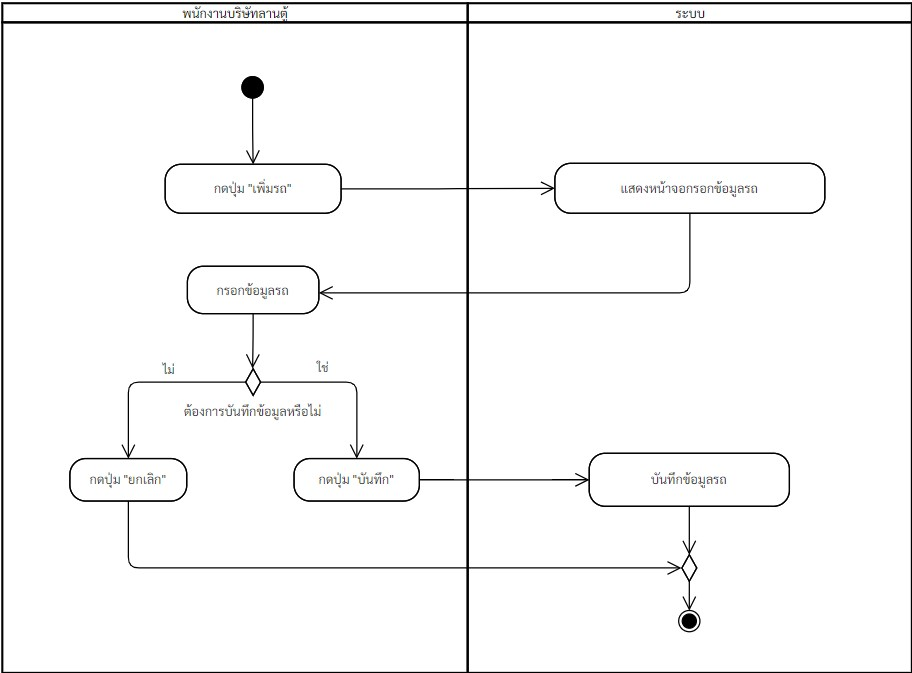 พนักงานบริษัทลานตู้
ระบบ
กดปุ่ม "เพิ่มรถ"
แสดงหน้าจอกรอกข้อมูลรถ
กรอกข้อมูลรถ
ไม่
ใช่
ต้องการบันทึกข้อมูลหรือไม่
กดปุ่ม "ยกเลิก"
กดปุ่ม "บันทึก"
บันทึกข้อมูลรถ